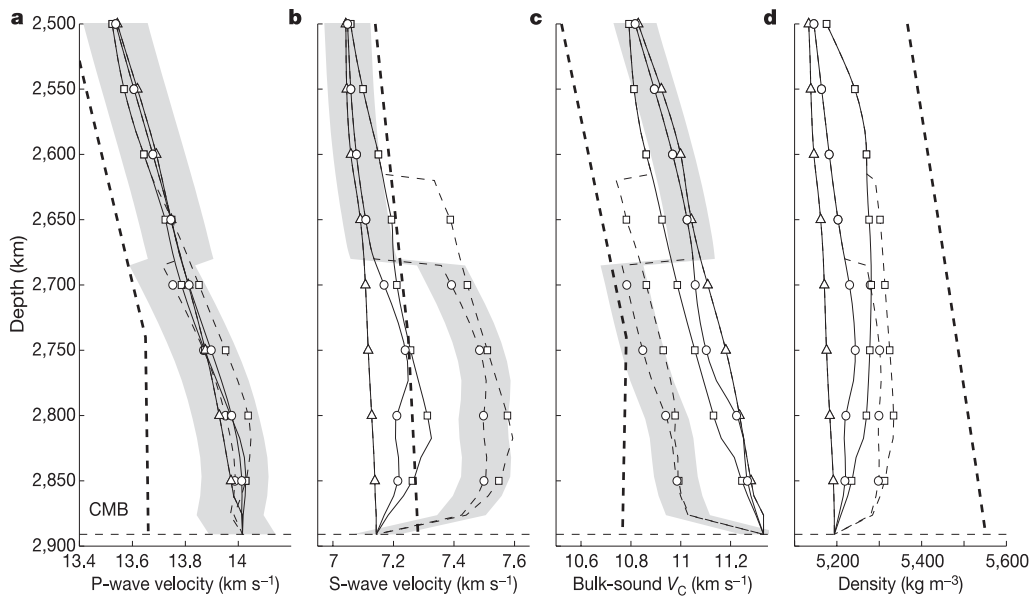 a b c d
2,500
2,550
2,600
2,650
2,700
2,750
2,800
2,850
2,900
Depth (km)
CMB
13.4 13.8 14
P-wave velocity (km s⁻¹)
7 7.2 7.4 7.6
S-wave velocity (km s⁻¹)
10.6 10.8 11 11.2
Bulk-sound V_C (km s⁻¹)
5,200 5,400 5,600
Density (kg m⁻³)